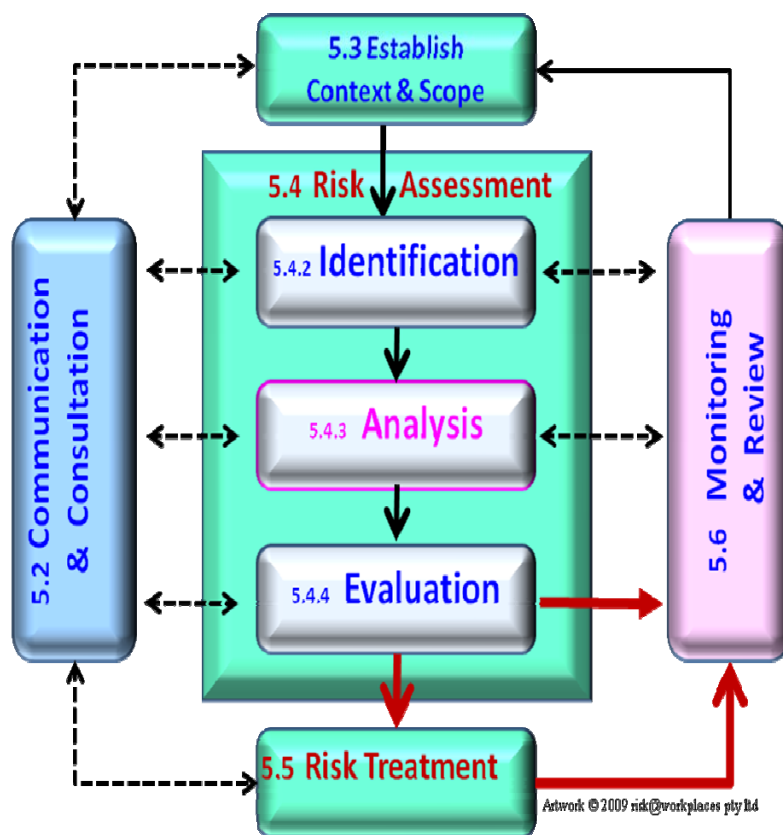 5.3 Establish
Context & Scope
5.4 Risk Assessment
5.4.2 Identification
5.4.3 Analysis
5.4.4 Evaluation
5.2 Communication
& Consultation
5.6 Monitoring
& Review
5.5 Risk Treatment
Artwork © 2009 risk@workplaces pty ltd